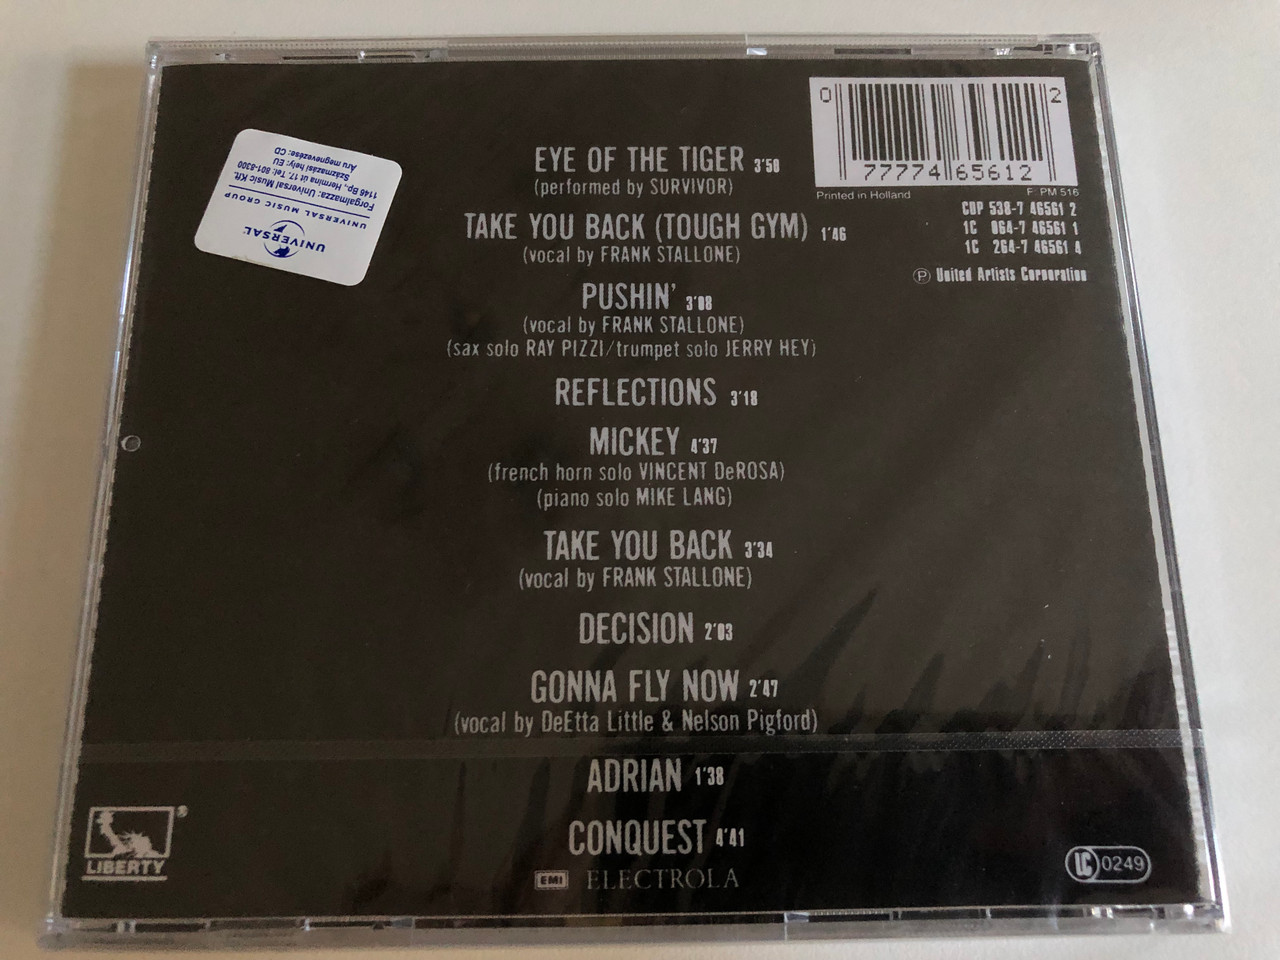 EYE OF THE TIGER 3'50
(performed by SURVIVOR)
TAKE YOU BACK (TOUGH GYM) 1'46
(vocal by FRANK STALLONE)
PUSHIN' 3'08
(vocal by FRANK STALLONE)
(sax solo RAY PIZZI/trumpet solo JERRY HEY)
REFLECTIONS 3'18
MICKEY 4'37
(french horn solo VINCENT DeROSA)
(piano solo MIKE LANG)
TAKE YOU BACK 3'34
(vocal by FRANK STALLONE)
DECISION 2'03
GONNA FLY NOW 2'47
(vocal by DeEtta Little & Nelson Pigford)
ADRIAN 1'38
CONQUEST 4'41
EMI ELECTROLA
0 77774 65612 2
Printed in Holland F PM 516
CDP 538-7 46561 2
1C 064-7 46561 1
1C 264-7 46561 4
℗ United Artists Corporation
UNIVERSAL
UNIVERSAL MUSIC GROUP
Forgalmazza: Universal Music Kft.
1146 Bp., Hermina út 17. Tel: 801-8300
Származási hely: EU
Áru megnevezése: CD
LIBERTY ®
LC 0249